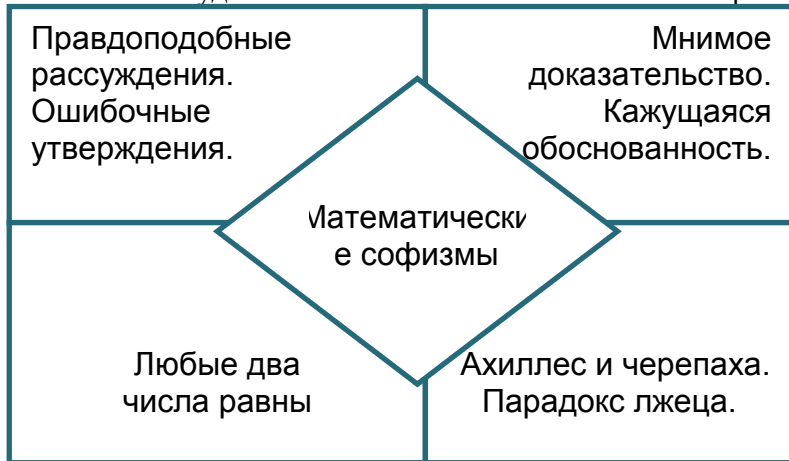 Правдоподобные
рассуждения.
Ошибочные
утверждения.
Мнимое
доказательство.
Кажущаяся
обоснованность.
Математически
е софизмы
Любые два
числа равны
Ахиллес и черепаха.
Парадокс лжеца.